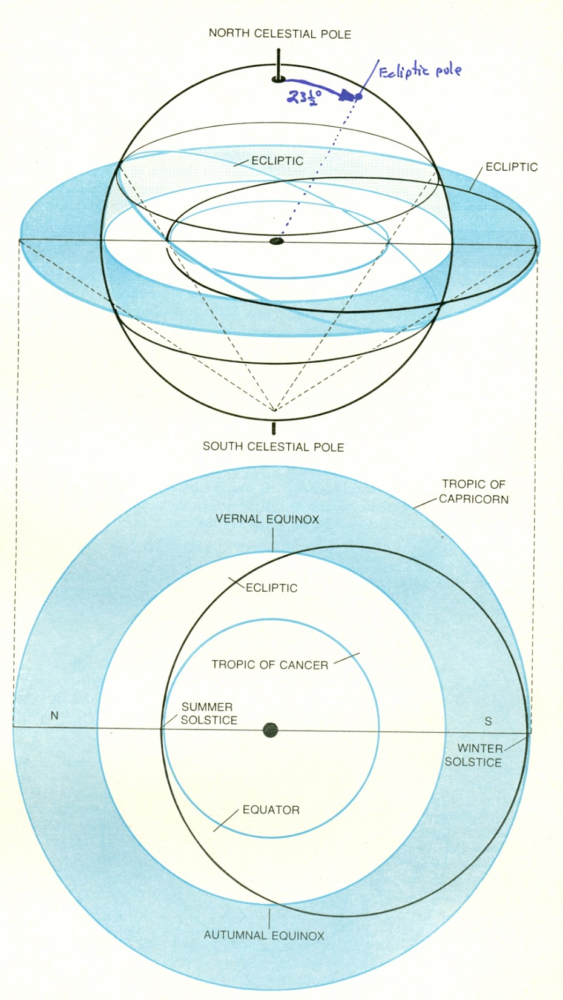 NORTH CELESTIAL POLE
Ecliptic pole
23½°
ECLIPTIC
ECLIPTIC
SOUTH CELESTIAL POLE
TROPIC OF
CAPRICORN
VERNAL EQUINOX
ECLIPTIC
TROPIC OF CANCER
SUMMER
SOLSTICE
N
S
WINTER
SOLSTICE
EQUATOR
AUTUMNAL EQUINOX